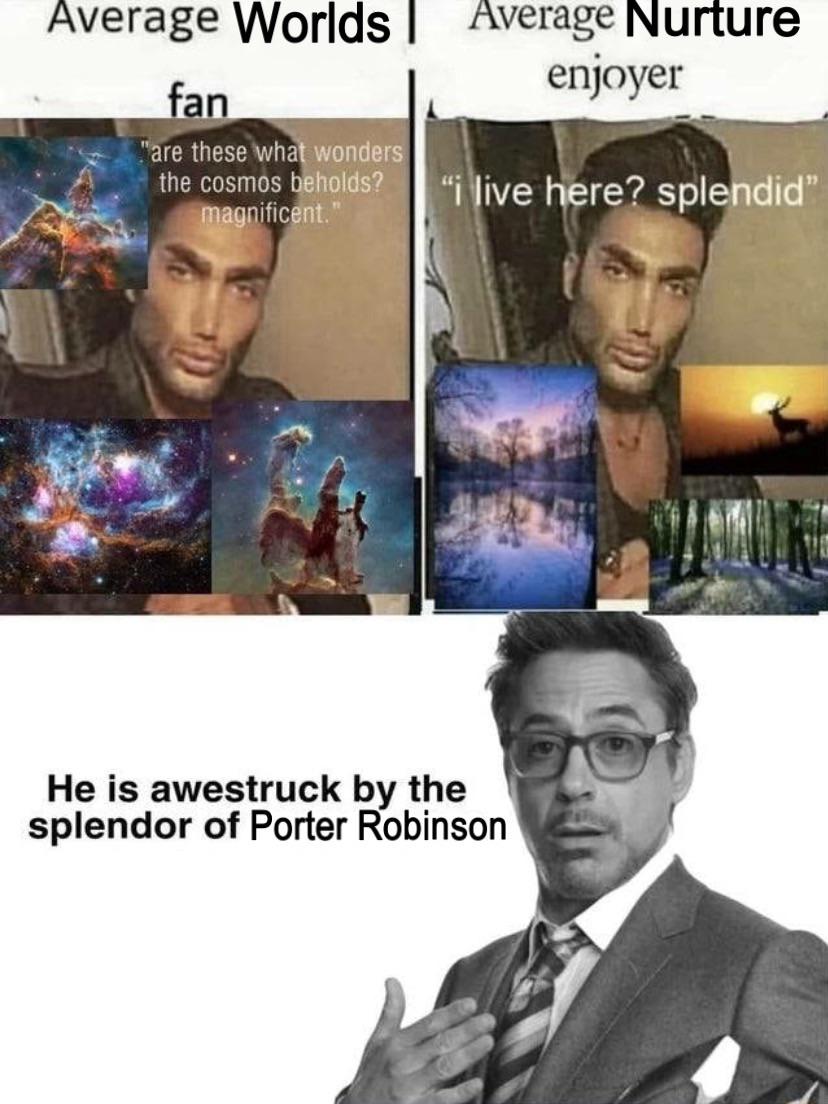 Average Worlds
fan
"are these what wonders
the cosmos beholds?
magnificent."
Average Nurture
enjoyer
“i live here? splendid”
He is awestruck by the
splendor of Porter Robinson